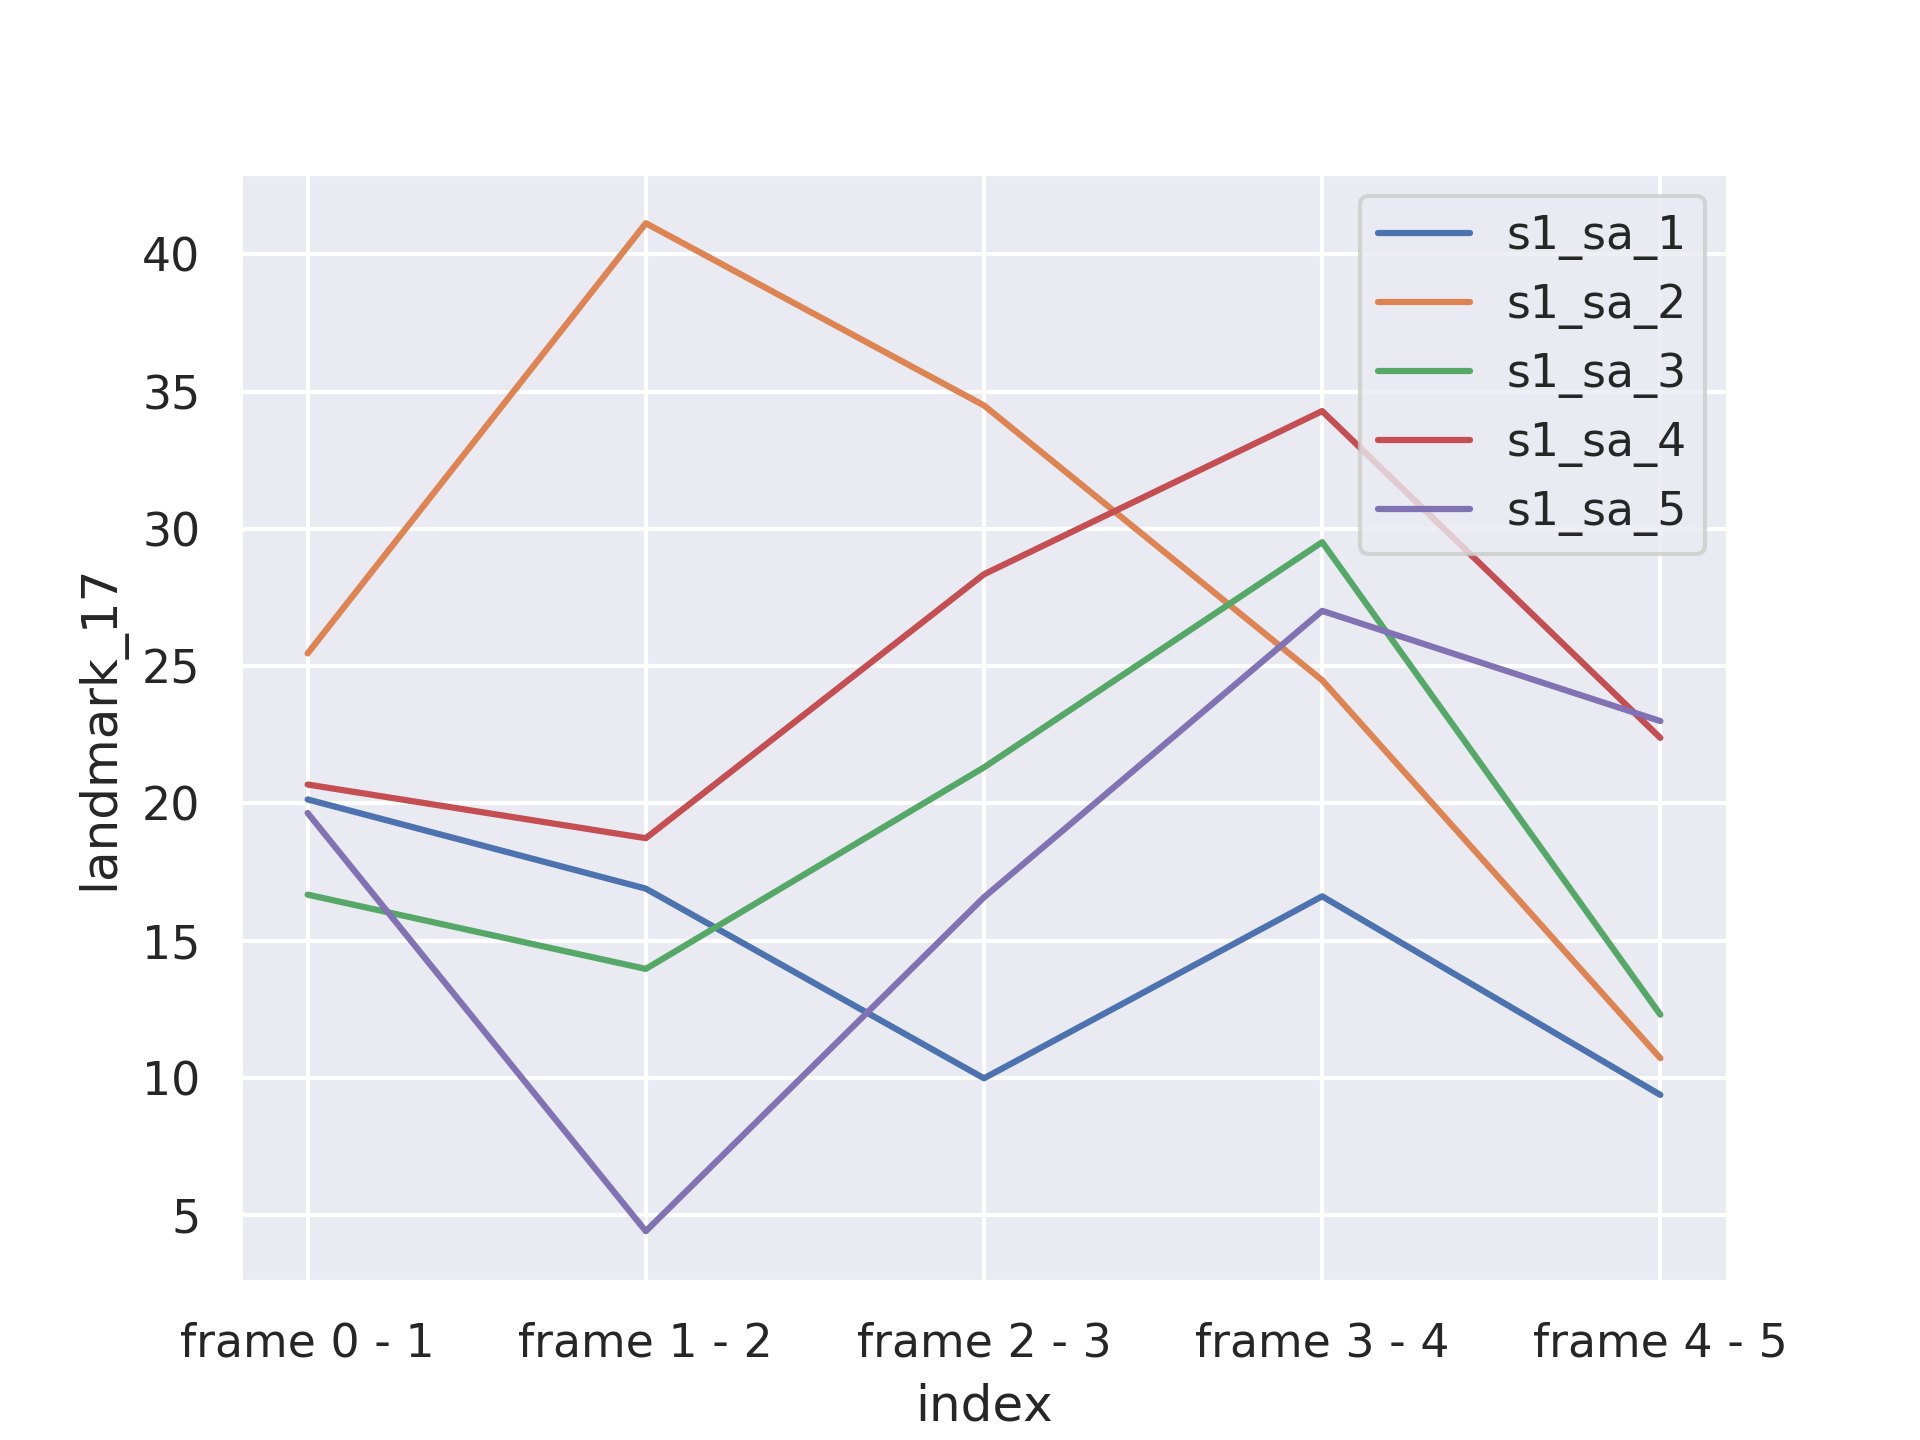 s1_sa_1
s1_sa_2
s1_sa_3
s1_sa_4
s1_sa_5
40
35
30
25
20
15
10
5
landmark_17
frame 0 - 1 frame 1 - 2 frame 2 - 3 frame 3 - 4 frame 4 - 5
index